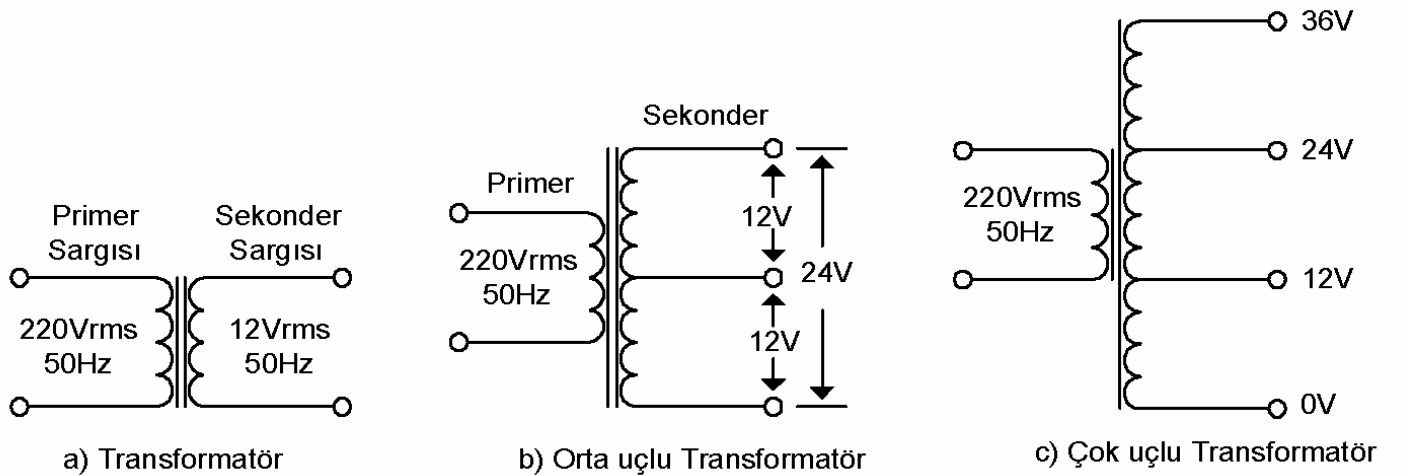 Primer
Sargısı
Sekonder
Sargısı
220Vrms
50Hz
12Vrms
50Hz
a) Transformatör
Sekonder
Primer
220Vrms
50Hz
12V
24V
12V
b) Orta uçlu Transformatör
36V
24V
220Vrms
50Hz
12V
0V
c) Çok uçlu Transformatör